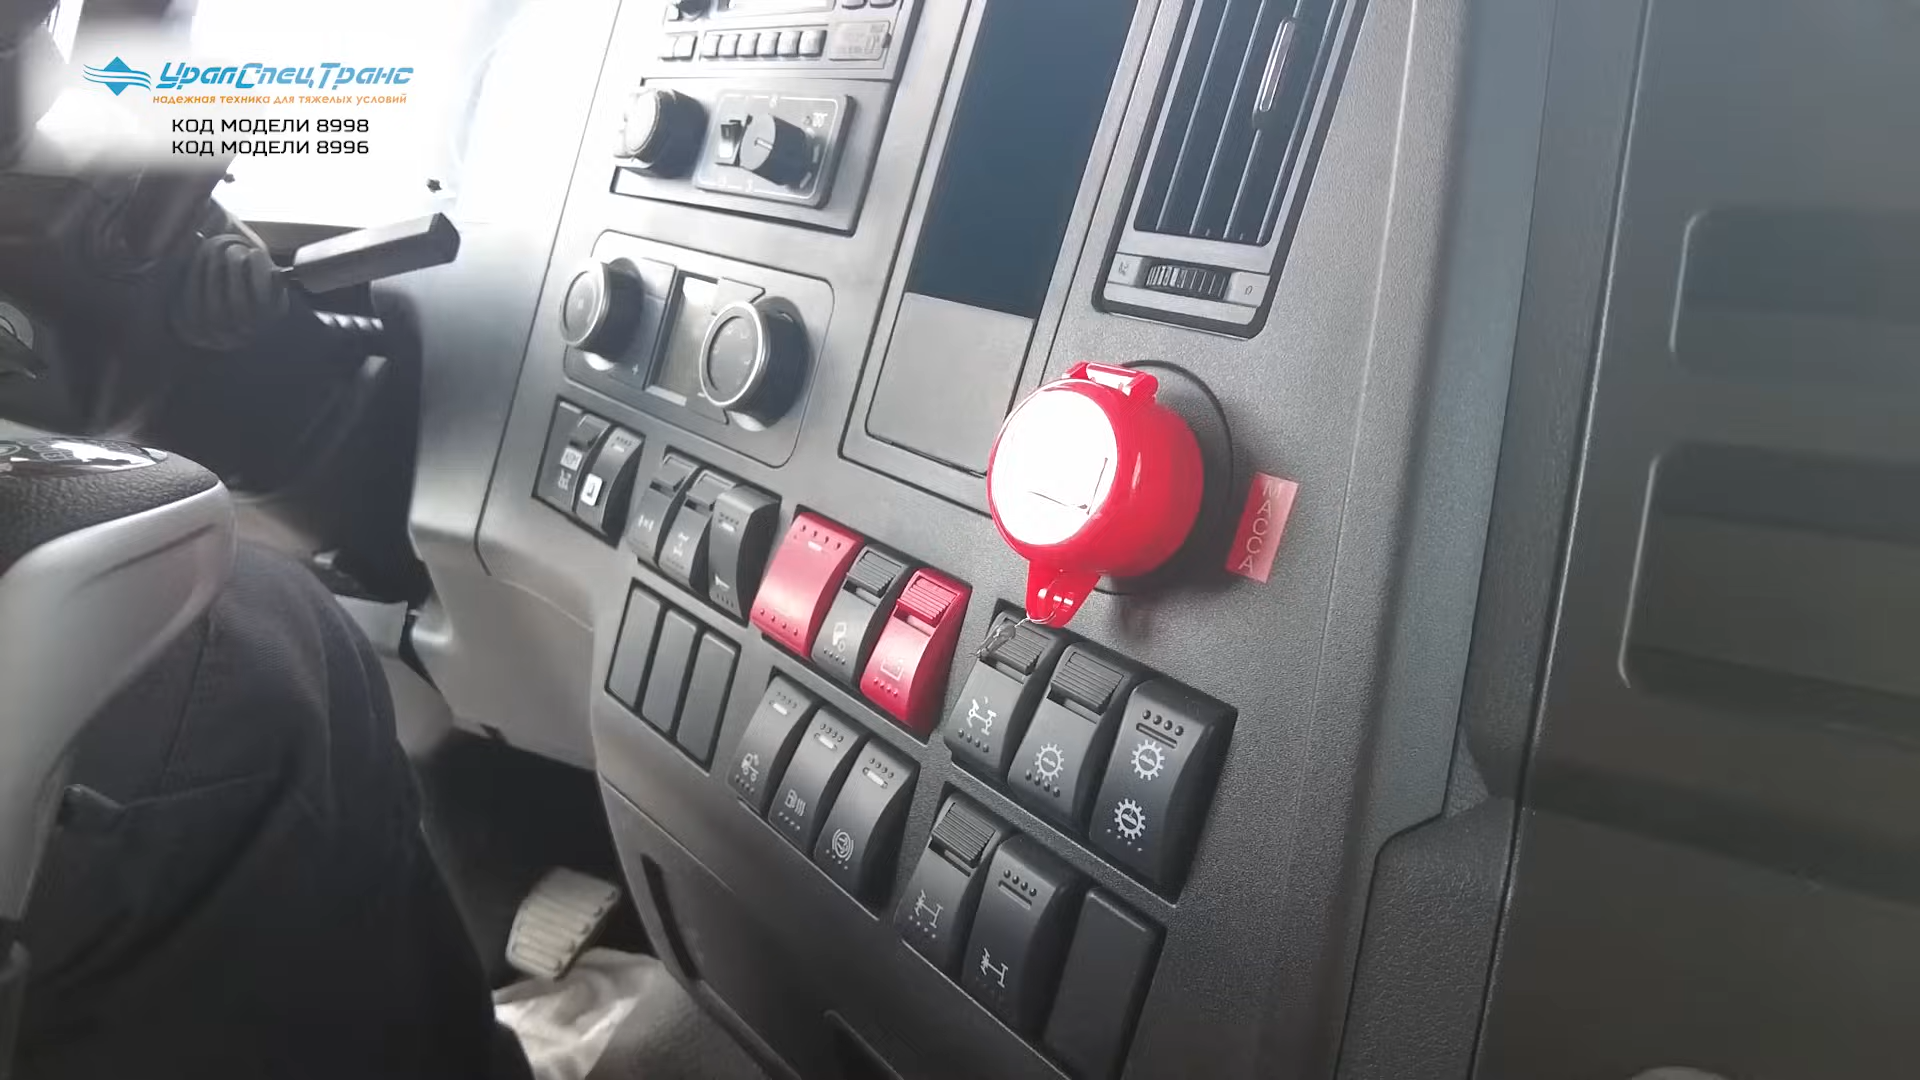 УралСпецТранс
надежная техника для тяжелых условий
КОД МОДЕЛИ 8998
КОД МОДЕЛИ 8996
МАССА